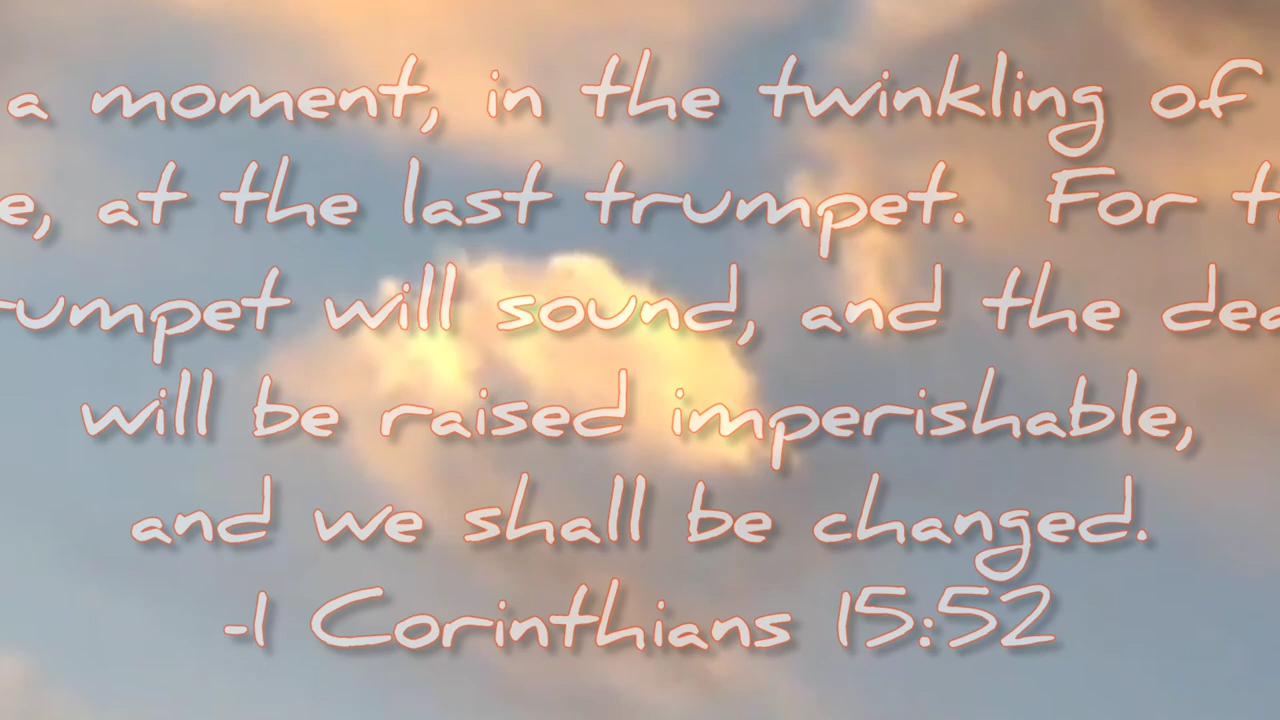 a moment, in the twinkling of
e, at the last trumpet. For t
rumpet will sound, and the dea
will be raised imperishable,
and we shall be changed.
-1 Corinthians 15:52